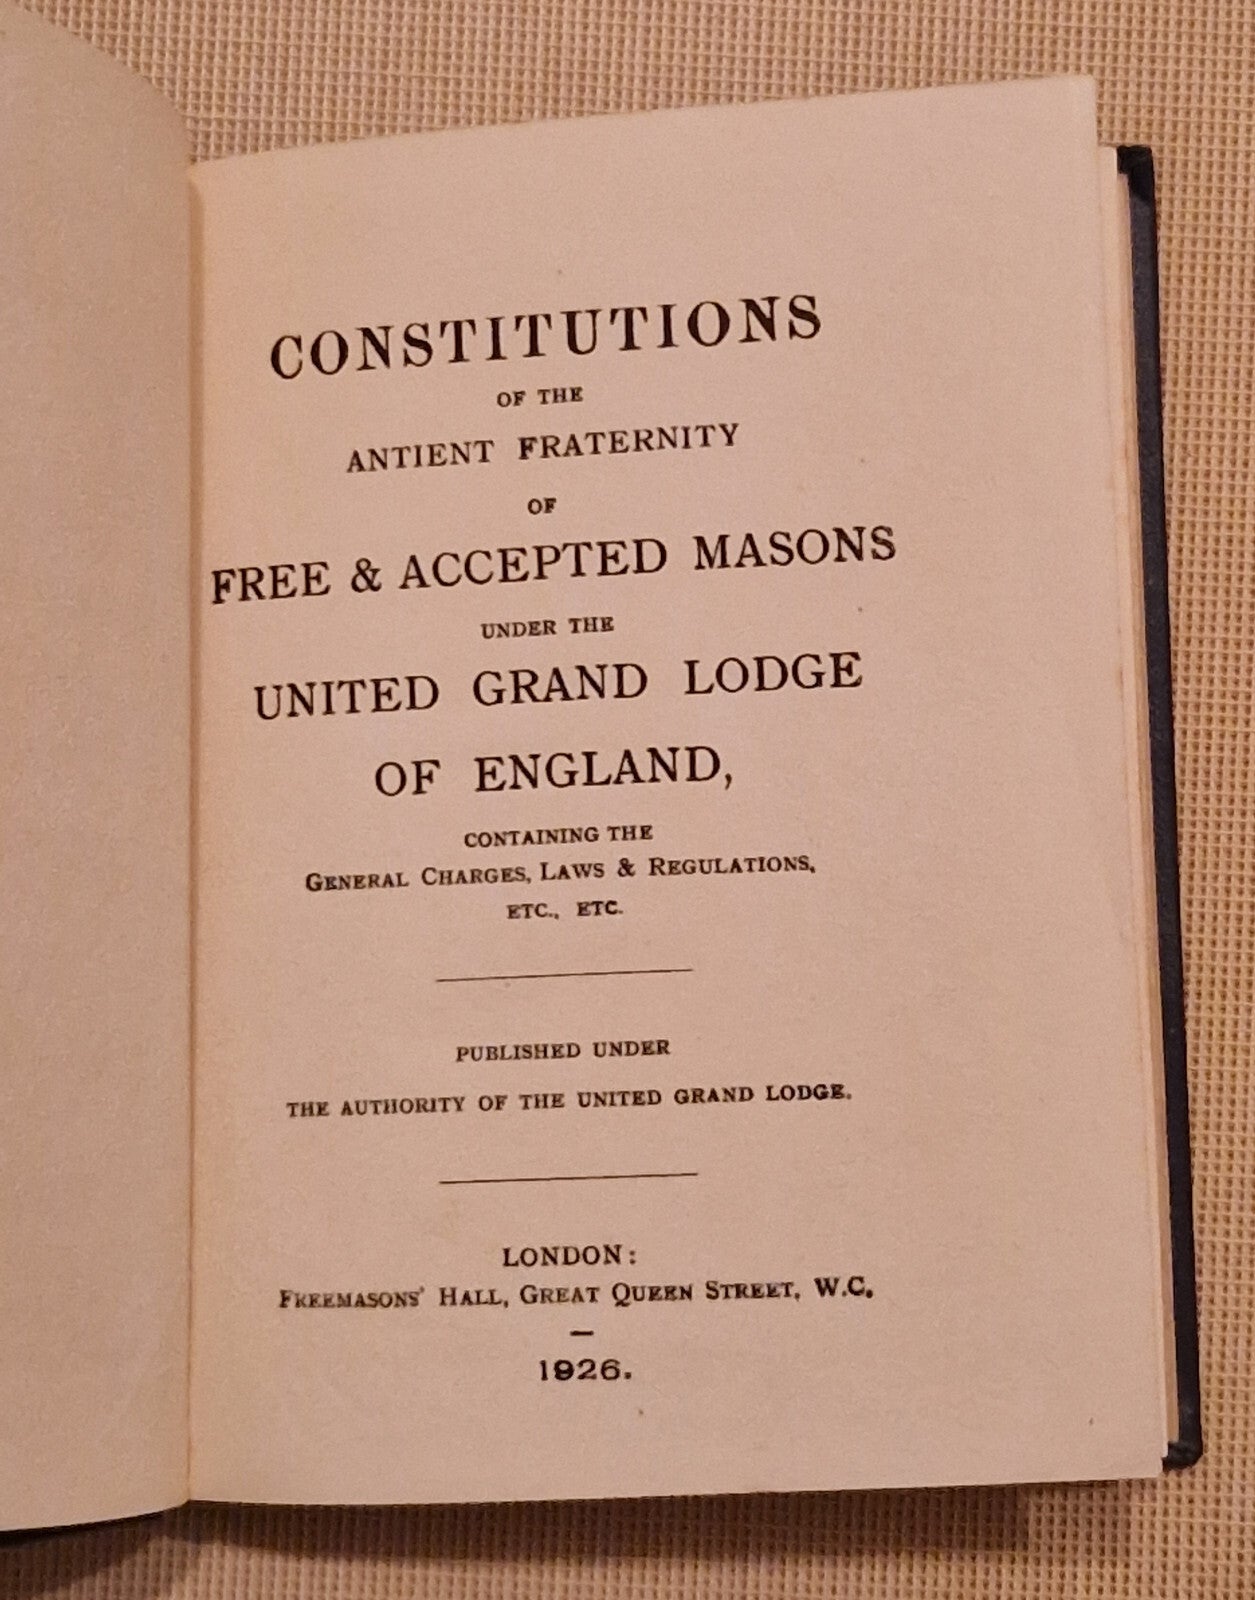 CONSTITUTIONS
OF THE
ANTIENT FRATERNITY
OF
FREE & ACCEPTED MASONS
UNDER THE
UNITED GRAND LODGE
OF ENGLAND,
CONTAINING THE
GENERAL CHARGES, LAWS & REGULATIONS,
ETC., ETC.
PUBLISHED UNDER
THE AUTHORITY OF THE UNITED GRAND LODGE.
LONDON:
FREEMASONS' HALL, GREAT QUEEN STREET, W.C.
1926.